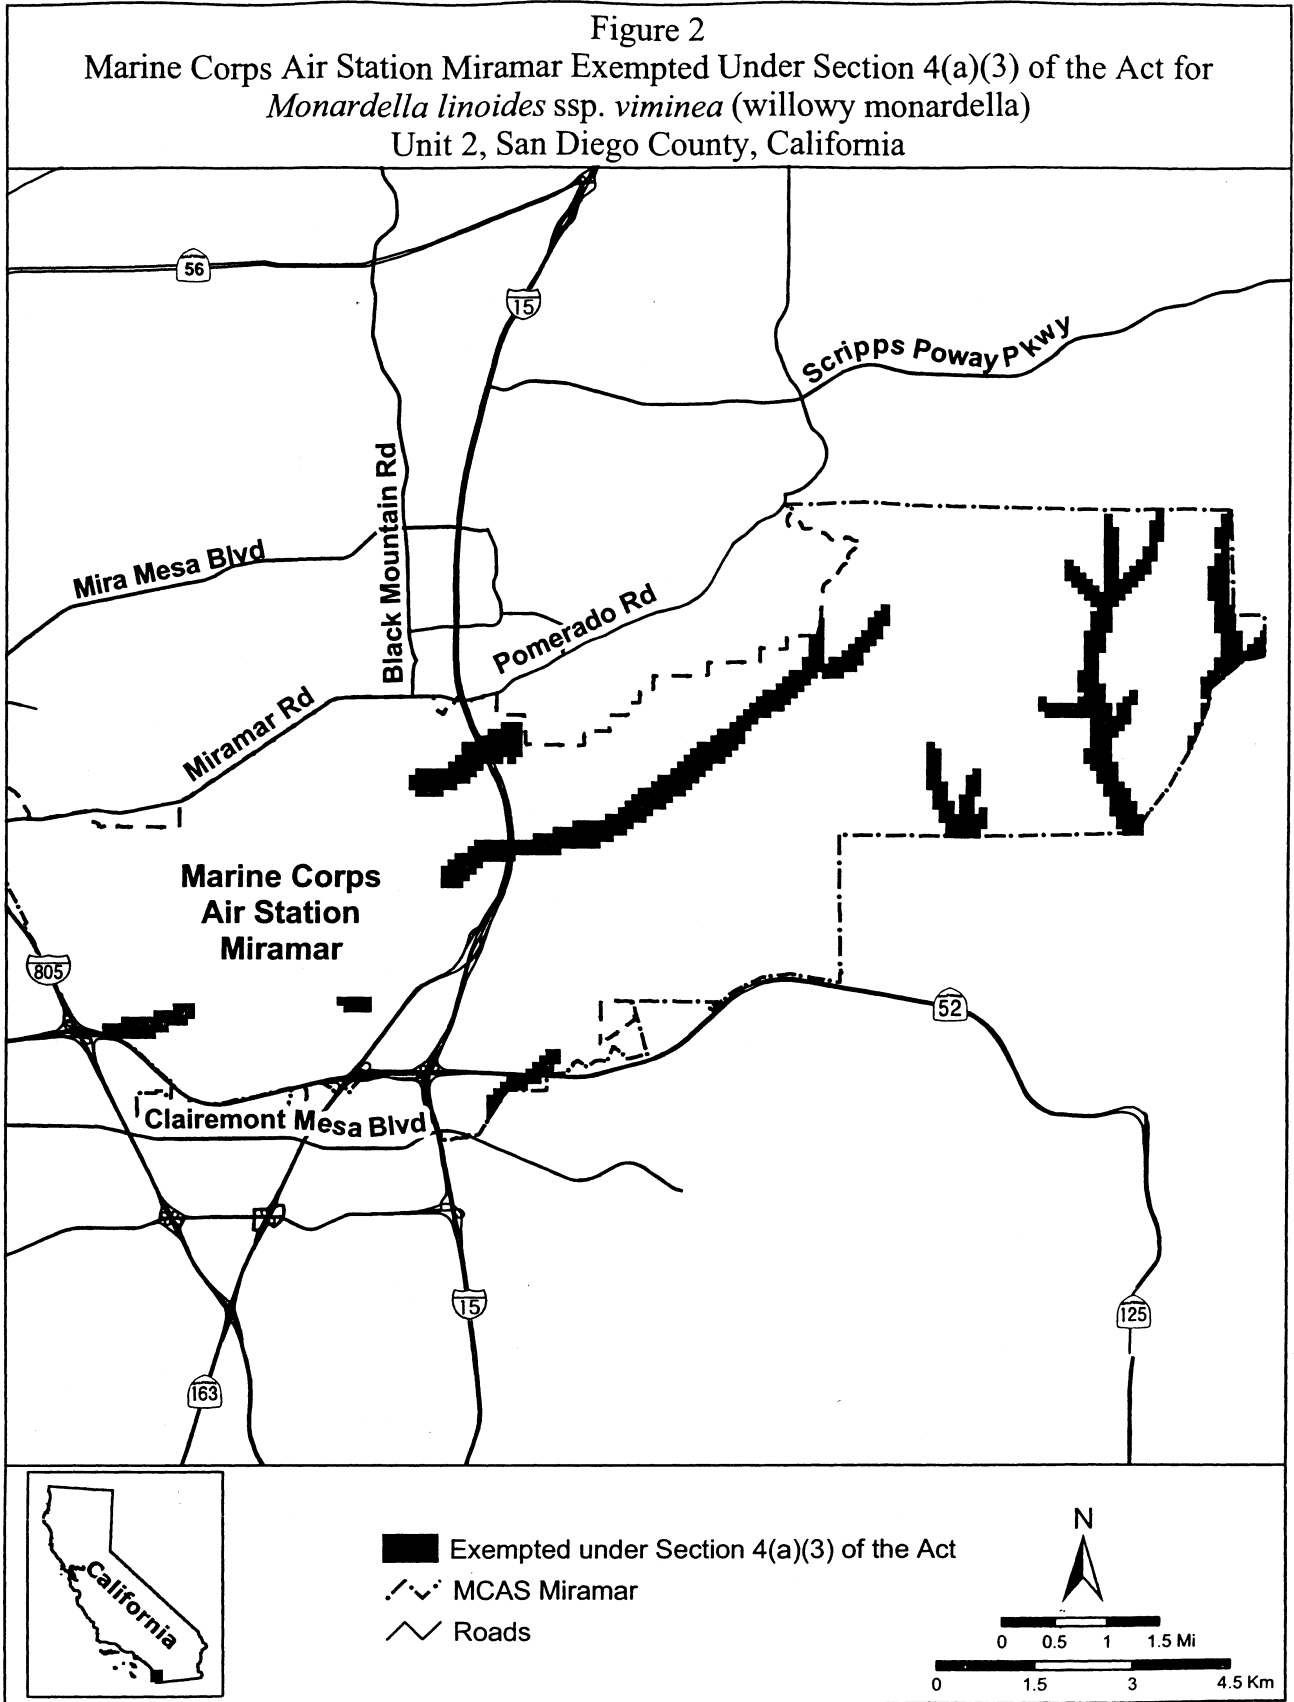 Figure 2
Marine Corps Air Station Miramar Exempted Under Section 4(a)(3) of the Act for
Monardella linoides ssp. viminea (willowy monardella)
Unit 2, San Diego County, California
56
15
Scripps Poway Pkwy
Black Mountain Rd
Mira Mesa Blvd
Pomerado Rd
Miramar Rd
Marine Corps
Air Station
Miramar
805
52
Clairemont Mesa Blvd
15
125
163
California
Exempted under Section 4(a)(3) of the Act
MCAS Miramar
Roads
N
0 0.5 1 1.5 Mi
0 1.5 3 4.5 Km